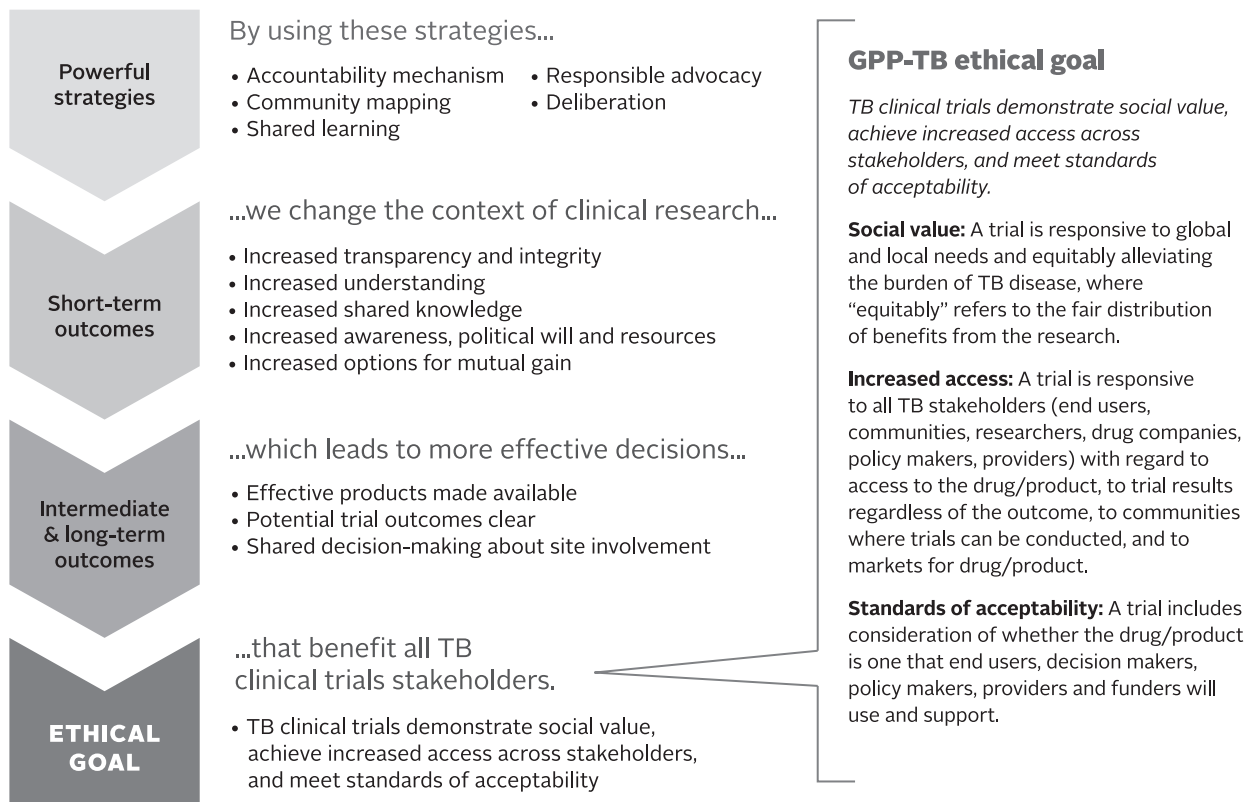 Powerful
strategies
By using these strategies...
• Accountability mechanism
• Community mapping
• Shared learning
• Responsible advocacy
• Deliberation
Short-term
outcomes
...we change the context of clinical research...
• Increased transparency and integrity
• Increased understanding
• Increased shared knowledge
• Increased awareness, political will and resources
• Increased options for mutual gain
Intermediate
& long-term
outcomes
...which leads to more effective decisions...
• Effective products made available
• Potential trial outcomes clear
• Shared decision-making about site involvement
ETHICAL
GOAL
...that benefit all TB
clinical trials stakeholders.
• TB clinical trials demonstrate social value,
achieve increased access across stakeholders,
and meet standards of acceptability
GPP-TB ethical goal
TB clinical trials demonstrate social value,
achieve increased access across
stakeholders, and meet standards
of acceptability.
Social value: A trial is responsive to global
and local needs and equitably alleviating
the burden of TB disease, where
“equitably” refers to the fair distribution
of benefits from the research.
Increased access: A trial is responsive
to all TB stakeholders (end users,
communities, researchers, drug companies,
policy makers, providers) with regard to
access to the drug/product, to trial results
regardless of the outcome, to communities
where trials can be conducted, and to
markets for drug/product.
Standards of acceptability: A trial includes
consideration of whether the drug/product
is one that end users, decision makers,
policy makers, providers and funders will
use and support.